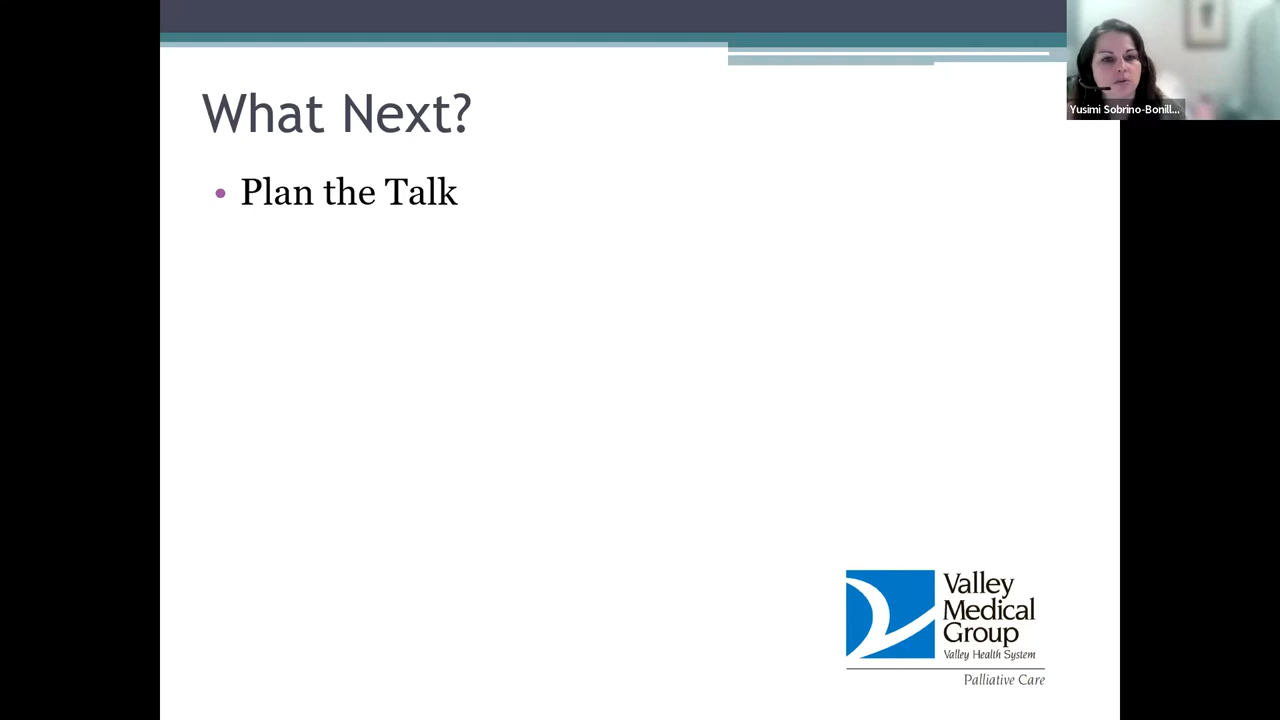 What Next?
• Plan the Talk
Yusimi Sobrino-Bonill...
Valley
Medical
Group
Valley Health System
Palliative Care